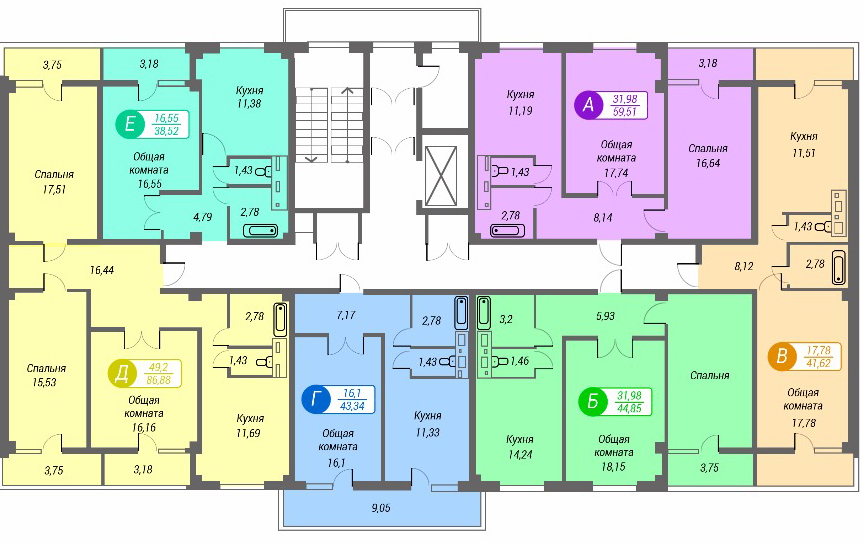 3,75
3,18
Кухня
11,38
Е
16,55
38,52
Общая
комната
16,55
Спальня
17,51
1,43
4,79
2,78
Кухня
11,19
А
31,98
59,51
3,18
Общая
комната
17,74
Спальня
16,64
Кухня
11,51
1,43
2,78
8,14
1,43
2,78
8,12
16,44
2,78
1,43
Спальня
15,53
Д
49,2
86,88
Общая
комната
16,16
Кухня
11,69
3,75
3,18
7,17
2,78
1,43
Г
16,1
43,34
Общая
комната
16,1
Кухня
11,33
9,05
3,2
5,93
1,46
Б
31,98
44,85
Спальня
Кухня
14,24
Общая
комната
18,15
3,75
В
17,78
41,62
Общая
комната
17,78